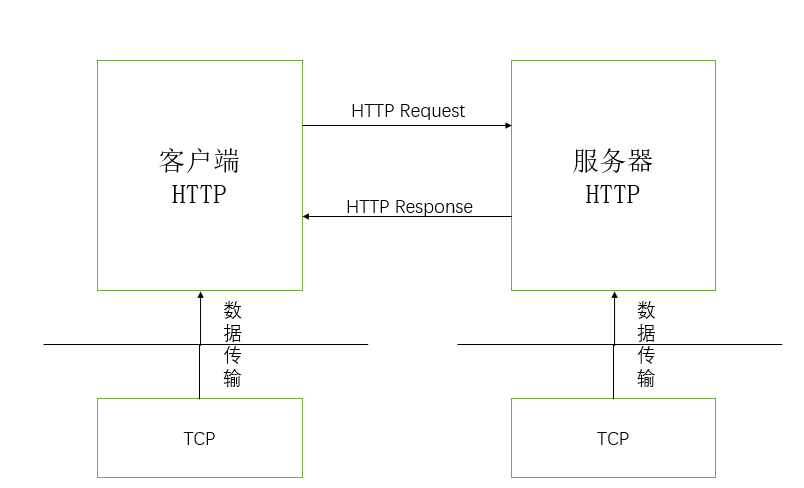 客户端
HTTP
HTTP Request
HTTP Response
服务器
HTTP
数
据
传
输
数
据
传
输
TCP
TCP